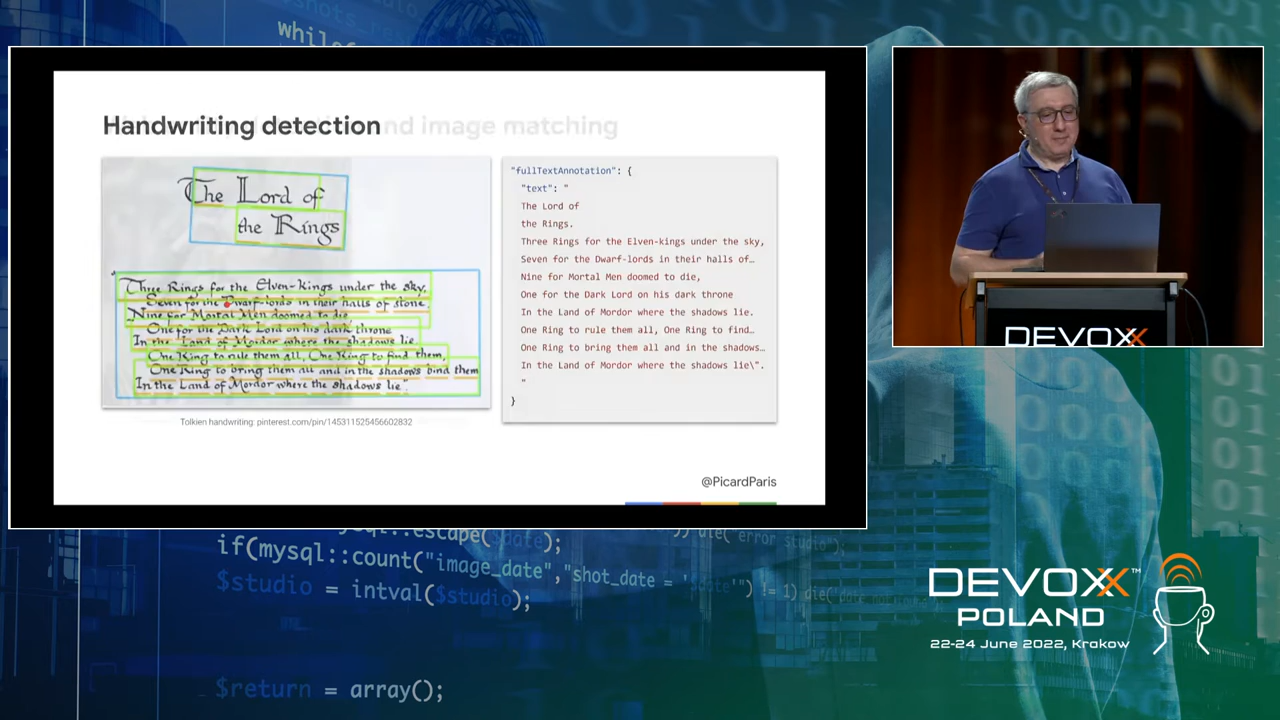 while
Handwriting detection
nd image matching
The Lord of
the Rings
Three Rings for the Elven-kings under the sky,
Seven for the Dwarf-lords in their halls of stone,
Nine for Mortal Men doomed to die,
One for the Dark Lord on his dark throne
In the Land of Mordor where the shadows lie.
One Ring to rule them all, One Ring to find them,
One Ring to bring them all and in the shadows bind them
In the Land of Mordor where the shadows lie"
Tolkien handwriting: pinterest.com/pin/145311525456602832
"fullTextAnnotation": {
"text": "
The Lord of
the Rings.
Three Rings for the Elven-kings under the sky,
Seven for the Dwarf-lords in their halls of…
Nine for Mortal Men doomed to die,
One for the Dark Lord on his dark throne
In the Land of Mordor where the shadows lie.
One Ring to rule them all, One Ring to find…
One Ring to bring them all and in the shadows…
In the Land of Mordor where the shadows lie\".
"
}
@PicardParis
DEVOXX
if(mysql::count("image_date","shot_date = '$date'") != 1) die(
$studio = intval($studio);
$return = array();
DEVOXX™
POLAND
22-24 June 2022, Krakow